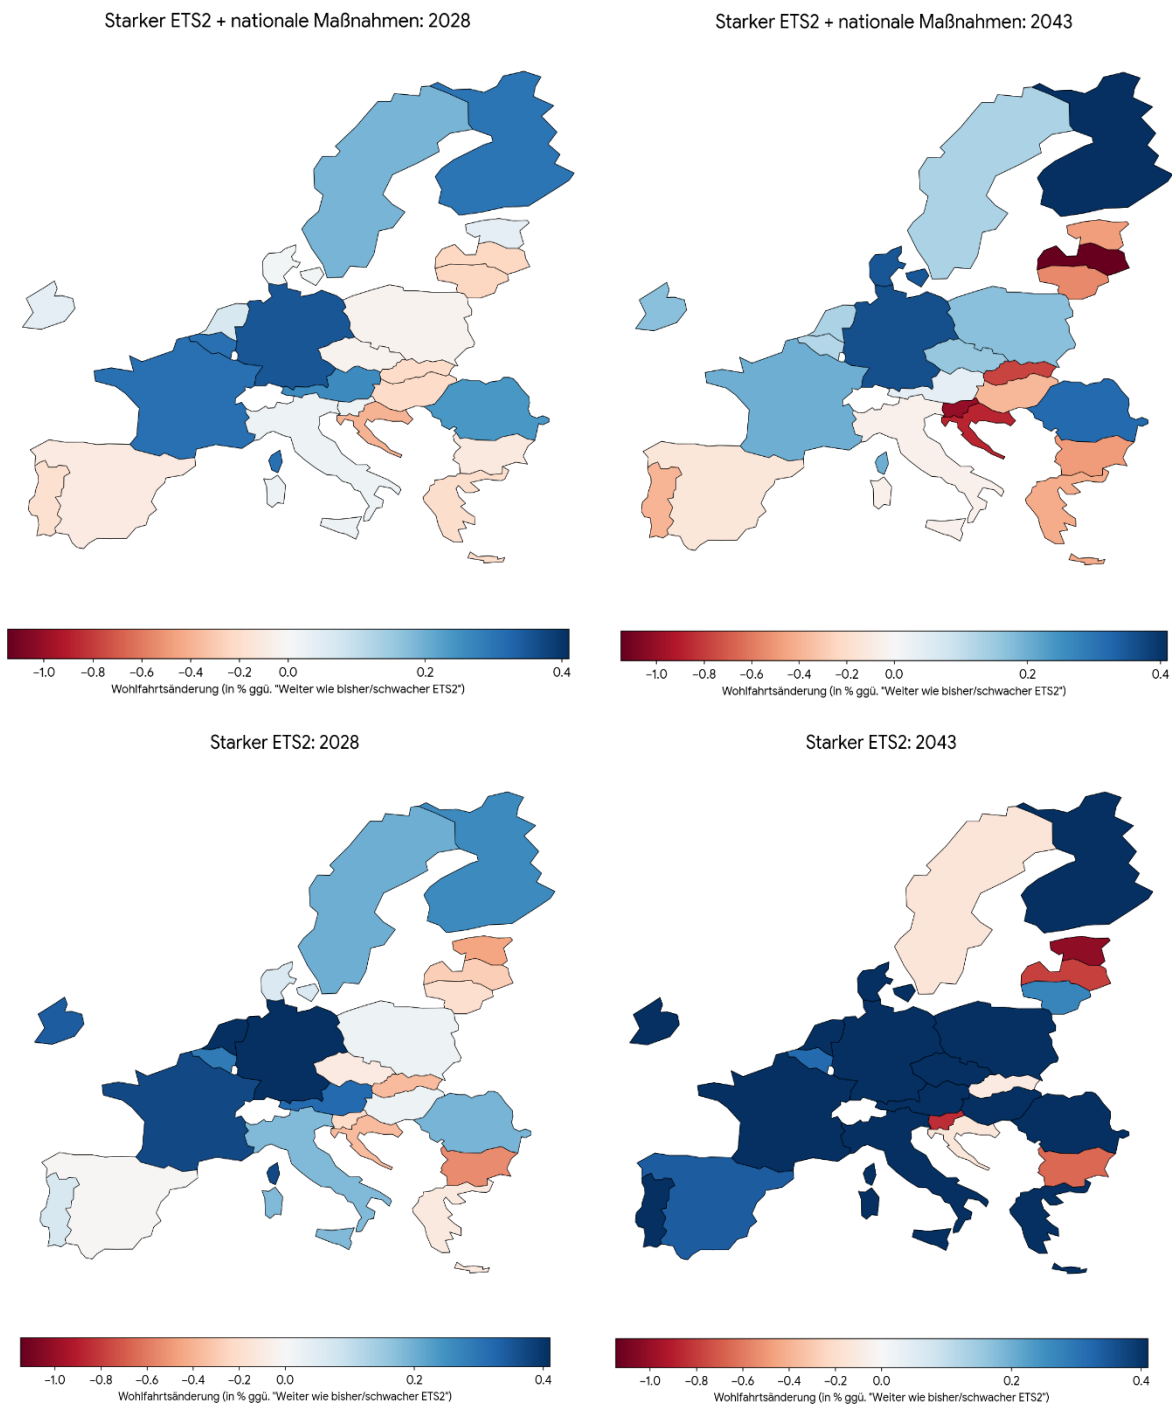 Starker ETS2 + nationale Maßnahmen: 2028
Starker ETS2 + nationale Maßnahmen: 2043
−1.0 −0.8 −0.6 −0.4 −0.2 0.0 0.2 0.4
Wohlfahrtsänderung (in % ggü. "Weiter wie bisher/schwacher ETS2")
−1.0 −0.8 −0.6 −0.4 −0.2 0.0 0.2 0.4
Wohlfahrtsänderung (in % ggü. "Weiter wie bisher/schwacher ETS2")
Starker ETS2: 2028
Starker ETS2: 2043
−1.0 −0.8 −0.6 −0.4 −0.2 0.0 0.2 0.4
Wohlfahrtsänderung (in % ggü. "Weiter wie bisher/schwacher ETS2")
−1.0 −0.8 −0.6 −0.4 −0.2 0.0 0.2 0.4
Wohlfahrtsänderung (in % ggü. "Weiter wie bisher/schwacher ETS2")